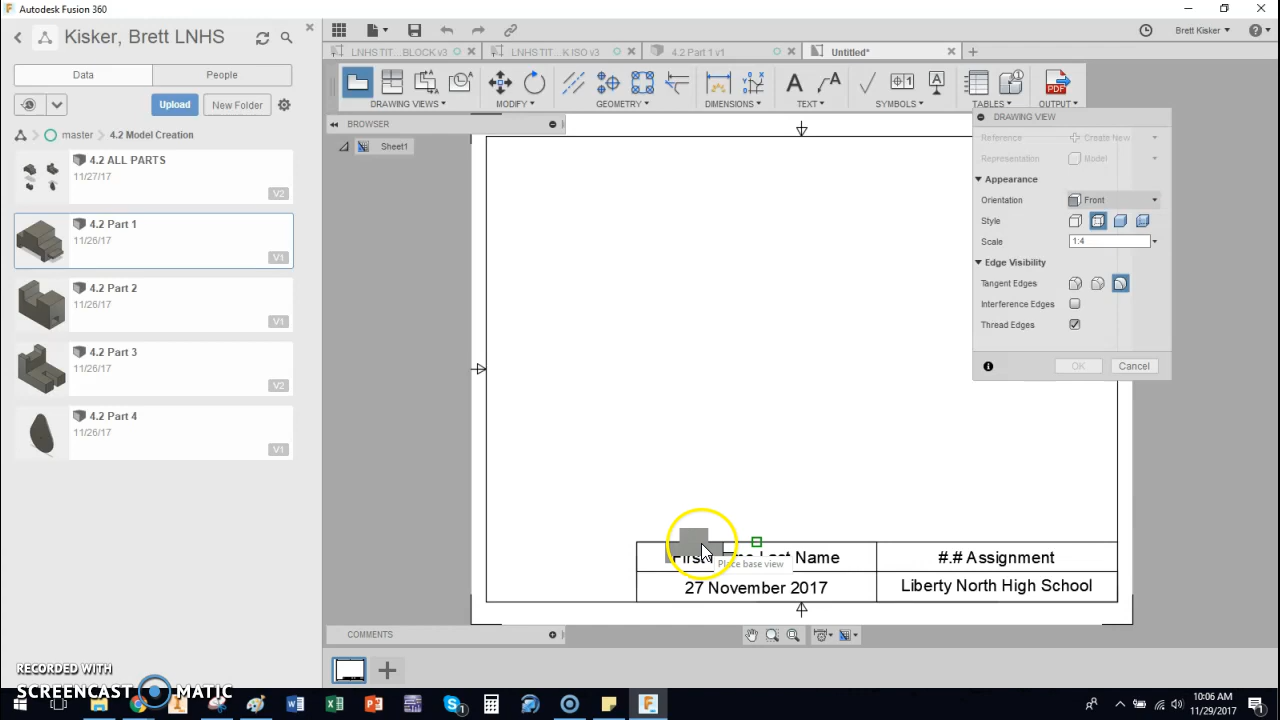 Autodesk Fusion 360
Kisker, Brett LNHS
Data People
Upload New Folder
master 4.2 Model Creation
4.2 ALL PARTS
11/27/17
V2
4.2 Part 1
11/26/17
V1
4.2 Part 2
11/26/17
V1
4.2 Part 3
11/26/17
V2
4.2 Part 4
11/26/17
V1
Brett Kisker
LNHS TIT...BLOCK v3 LNHS TIT...K ISO v3 4.2 Part 1 v1 Untitled*
DRAWING VIEWS MODIFY GEOMETRY DIMENSIONS TEXT SYMBOLS TABLES OUTPUT
PDF
BROWSER
Sheet1
DRAWING VIEW
Reference Create New
Representation Model
Appearance
Orientation Front
Style
Scale 1:4
Edge Visibility
Tangent Edges
Interference Edges
Thread Edges
OK Cancel
First Last Name #.# Assignment
Place base view
27 November 2017 Liberty North High School
COMMENTS
RECORDED WITH
SCREENCAST MATIC
10:06 AM
11/29/2017